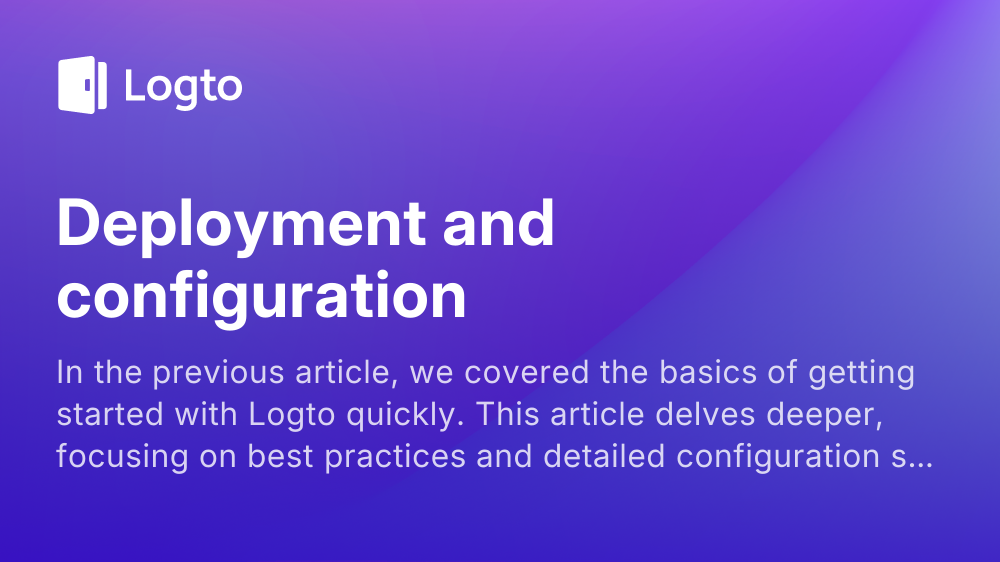 Logto
Deployment and
configuration
In the previous article, we covered the basics of getting
started with Logto quickly. This article delves deeper,
focusing on best practices and detailed configuration s...